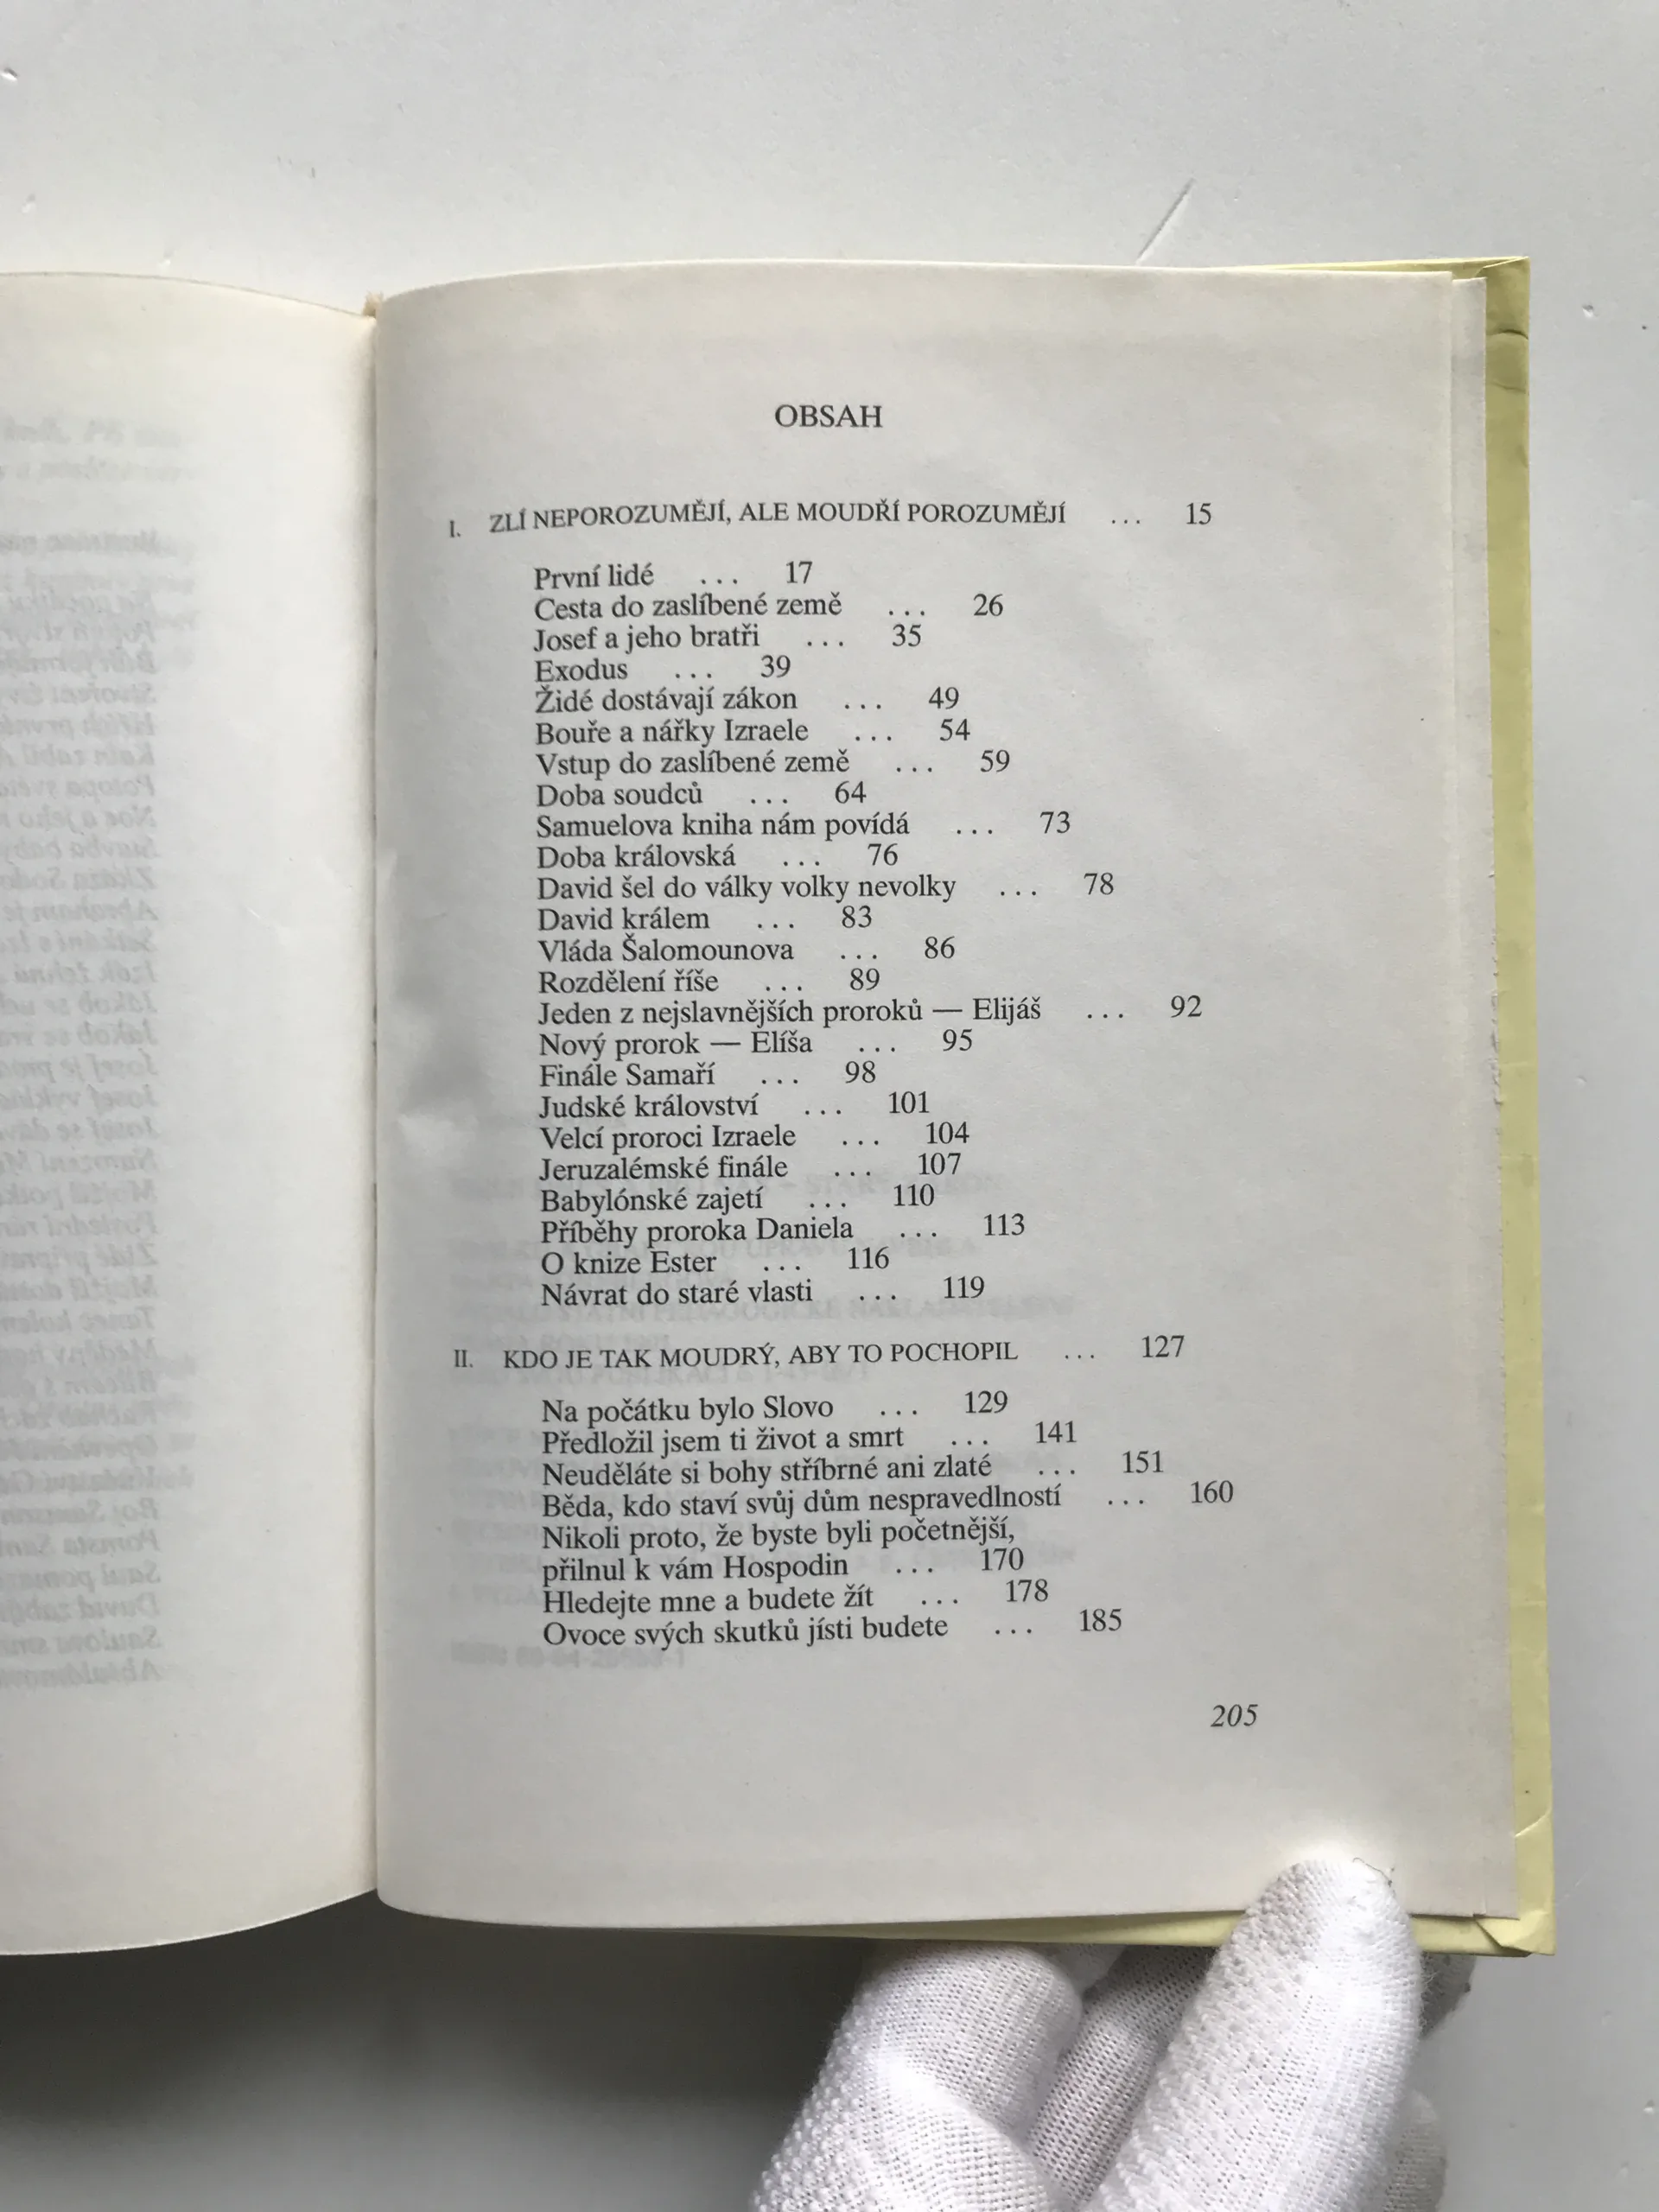 OBSAH
I. ZLÍ NEPOROZUMĚJÍ, ALE MOUDŘÍ POROZUMĚJÍ ... 15
První lidé ... 17
Cesta do zaslíbené země ... 26
Josef a jeho bratři ... 35
Exodus ... 39
Židé dostávají zákon ... 49
Bouře a nářky Izraele ... 54
Vstup do zaslíbené země ... 59
Doba soudců ... 64
Samuelova kniha nám povídá ... 73
Doba královská ... 76
David šel do války volky nevolky ... 78
David králem ... 83
Vláda Šalomounova ... 86
Rozdělení říše ... 89
Jeden z nejslavnějších proroků — Elijáš ... 92
Nový prorok — Elíša ... 95
Finále Samaří ... 98
Judské království ... 101
Velcí proroci Izraele ... 104
Jeruzalémské finále ... 107
Babylónské zajetí ... 110
Příběhy proroka Daniela ... 113
O knize Ester ... 116
Návrat do staré vlasti ... 119
II. KDO JE TAK MOUDRÝ, ABY TO POCHOPIL ... 127
Na počátku bylo Slovo ... 129
Předložil jsem ti život a smrt ... 141
Neuděláte si bohy stříbrné ani zlaté ... 151
Běda, kdo staví svůj dům nespravedlností ... 160
Nikoli proto, že byste byli početnější,
přilnul k vám Hospodin ... 170
Hledejte mne a budete žít ... 178
Ovoce svých skutků jísti budete ... 185
205